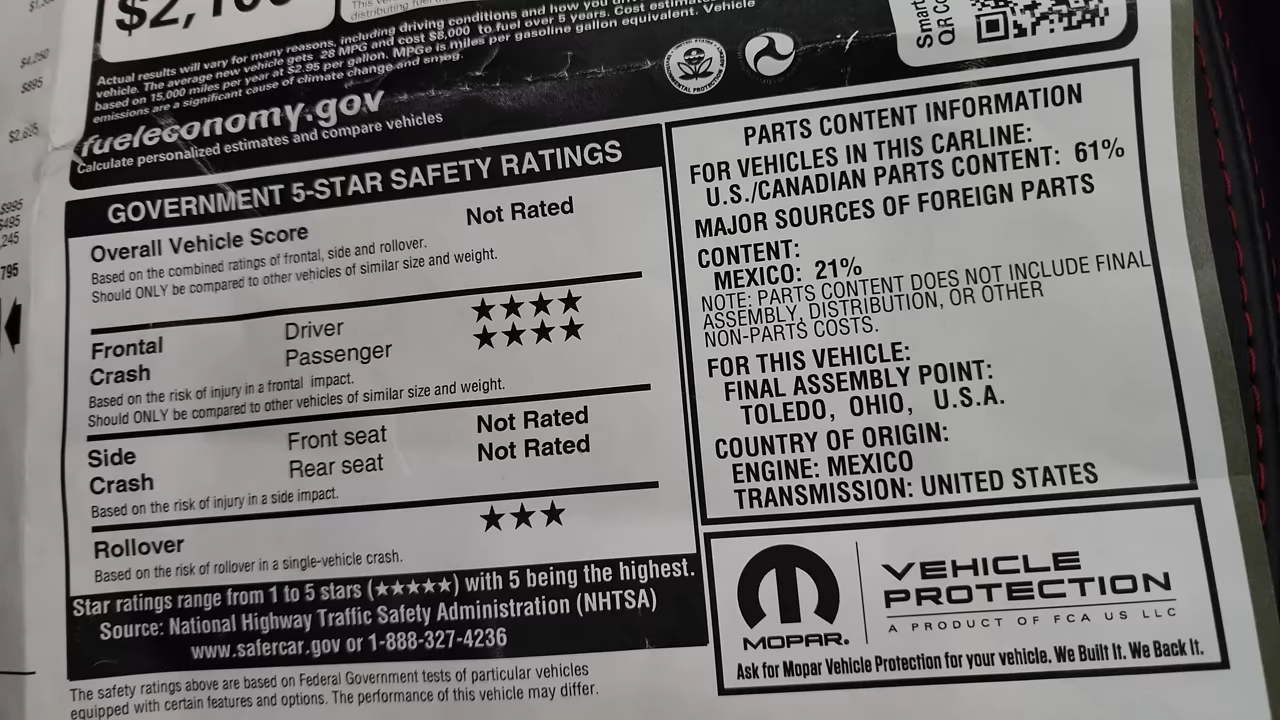 $4,250
$895
$995
$495
245
795
$2,
Actual results will vary for many reasons, including driving conditions and how you
vehicle. The average new vehicle gets 28 MPG and cost $8,000 to fuel over 5 years. Cost estimates
based on 15,000 miles per year at $2.95 per gallon. MPGe is miles per gasoline gallon equivalent. Vehicle
emissions are a significant cause of climate change and smog.
fueleconomy.gov
Calculate personalized estimates and compare vehicles
Smart
QR Co
GOVERNMENT 5-STAR SAFETY RATINGS
Overall Vehicle Score Not Rated
Based on the combined ratings of frontal, side and rollover.
Should ONLY be compared to other vehicles of similar size and weight.
Frontal Driver ★★★★
Crash Passenger ★★★★
Based on the risk of injury in a frontal impact.
Should ONLY be compared to other vehicles of similar size and weight.
Side Front seat Not Rated
Crash Rear seat Not Rated
Based on the risk of injury in a side impact.
Rollover ★★★
Based on the risk of rollover in a single-vehicle crash.
Star ratings range from 1 to 5 stars (★★★★★) with 5 being the highest.
Source: National Highway Traffic Safety Administration (NHTSA)
www.safercar.gov or 1-888-327-4236
The safety ratings above are based on Federal Government tests of particular vehicles
equipped with certain features and options. The performance of this vehicle may differ.
PARTS CONTENT INFORMATION
FOR VEHICLES IN THIS CARLINE:
U.S./CANADIAN PARTS CONTENT: 61%
MAJOR SOURCES OF FOREIGN PARTS
CONTENT:
MEXICO: 21%
NOTE: PARTS CONTENT DOES NOT INCLUDE FINAL
ASSEMBLY, DISTRIBUTION, OR OTHER
NON-PARTS COSTS.
FOR THIS VEHICLE:
FINAL ASSEMBLY POINT:
TOLEDO, OHIO, U.S.A.
COUNTRY OF ORIGIN:
ENGINE: MEXICO
TRANSMISSION: UNITED STATES
MOPAR.
VEHICLE
PROTECTION
A PRODUCT OF FCA US LLC
Ask for Mopar Vehicle Protection for your vehicle. We Built It. We Back It.